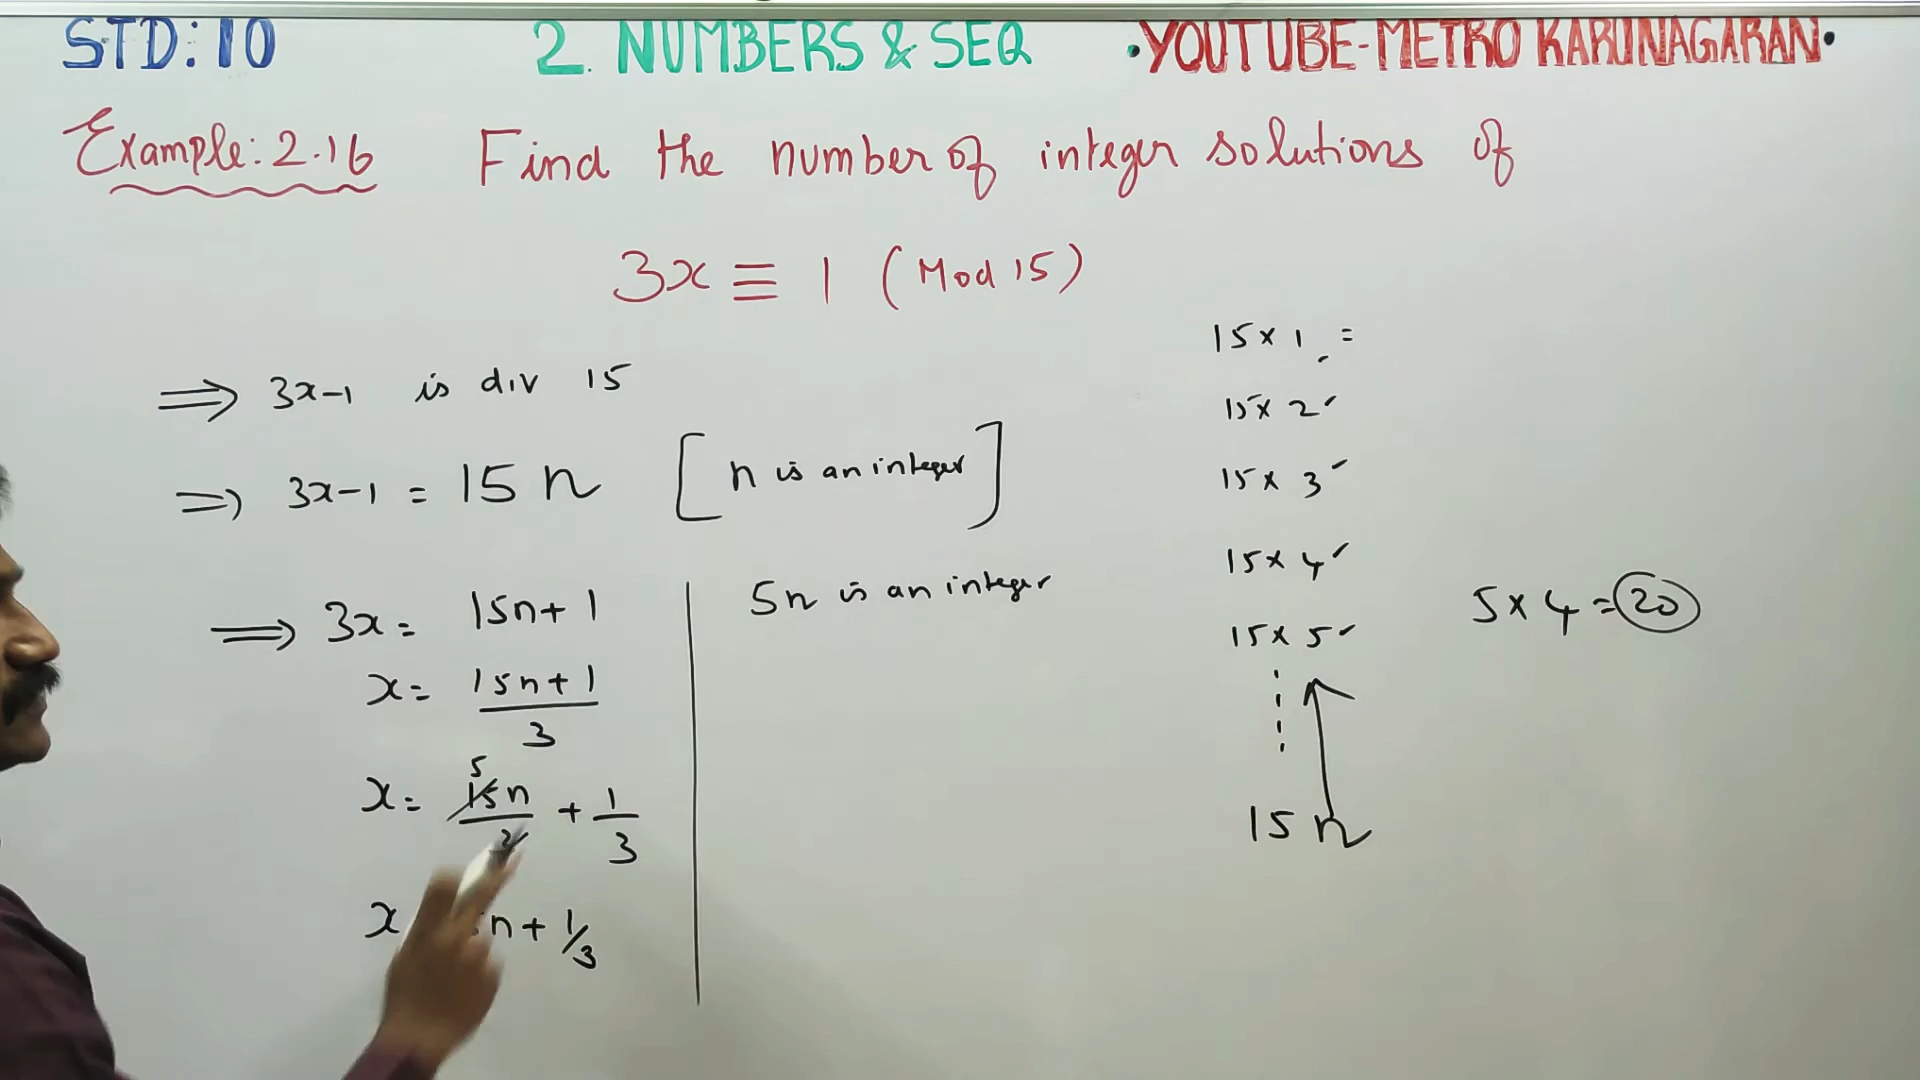 STD: 10 2. NUMBERS & SEQ • YOUTUBE-METRO KARUNAGARAN •
Example: 2.16 Find the number of integer solutions of
3x ≡ 1 (Mod 15)
⟹ 3x-1 is div 15
⟹ 3x-1 = 15 n [n is an integer]
⟹ 3x = 15n+1
x = 15n+1 / 3
x = 5 15n / 3 + 1/3
x n + 1/3
5n is an integer
15 × 1 =
15 × 2 ✓
15 × 3 ✓
15 × 4 ✓
15 × 5 ✓
15 n
5 × 4 = 20